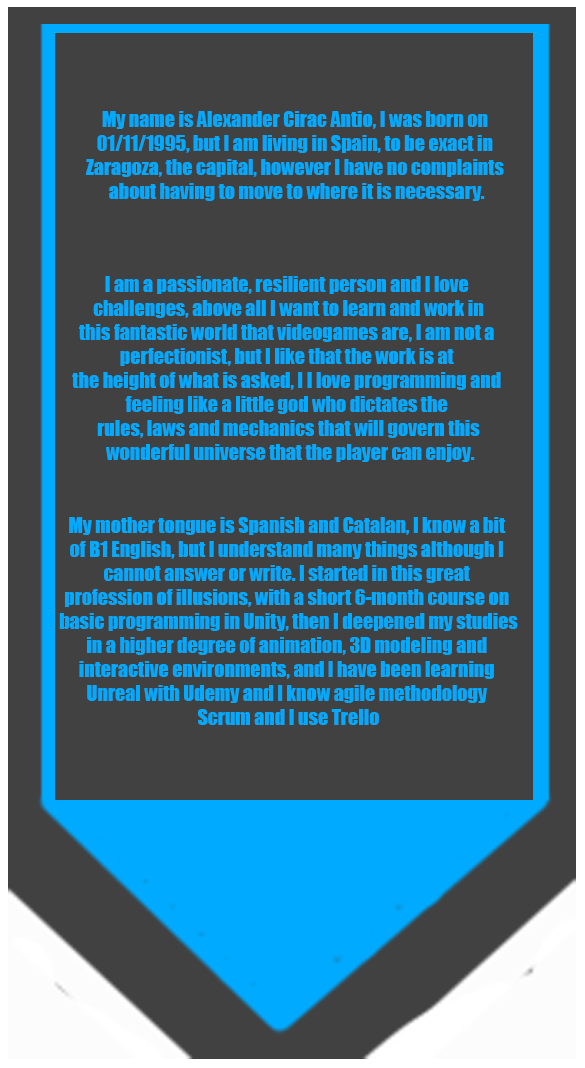 My name is Alexander Cirac Antio, I was born on
01/11/1995, but I am living in Spain, to be exact in
Zaragoza, the capital, however I have no complaints
about having to move to where it is necessary.
I am a passionate, resilient person and I love
challenges, above all I want to learn and work in
this fantastic world that videogames are, I am not a
perfectionist, but I like that the work is at
the height of what is asked, I I love programming and
feeling like a little god who dictates the
rules, laws and mechanics that will govern this
wonderful universe that the player can enjoy.
My mother tongue is Spanish and Catalan, I know a bit
of B1 English, but I understand many things although I
cannot answer or write. I started in this great
profession of illusions, with a short 6-month course on
basic programming in Unity, then I deepened my studies
in a higher degree of animation, 3D modeling and
interactive environments, and I have been learning
Unreal with Udemy and I know agile methodology
Scrum and I use Trello